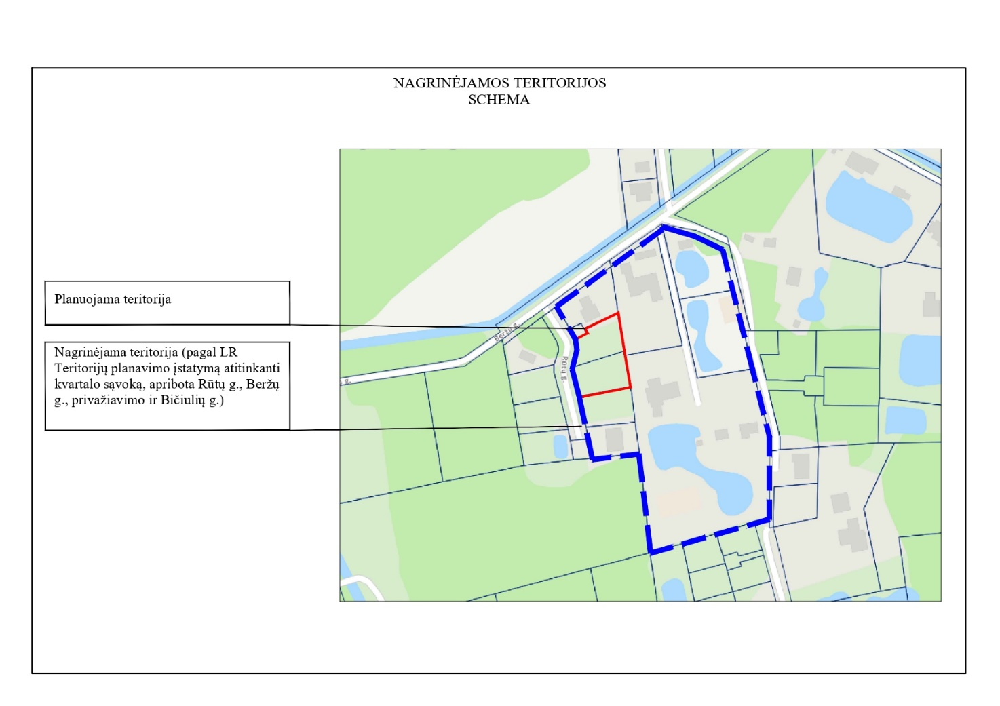 NAGRINĖJAMOS TERITORIJOS
SCHEMA
Planuojama teritorija
Nagrinėjama teritorija (pagal LR
Teritorijų planavimo įstatymą atitinkanti
kvartalo sąvoką, apribota Rūtų g., Beržų
g., privažiavimo ir Bičiulių g.)
Beržų g.
Rūtų g.
g.